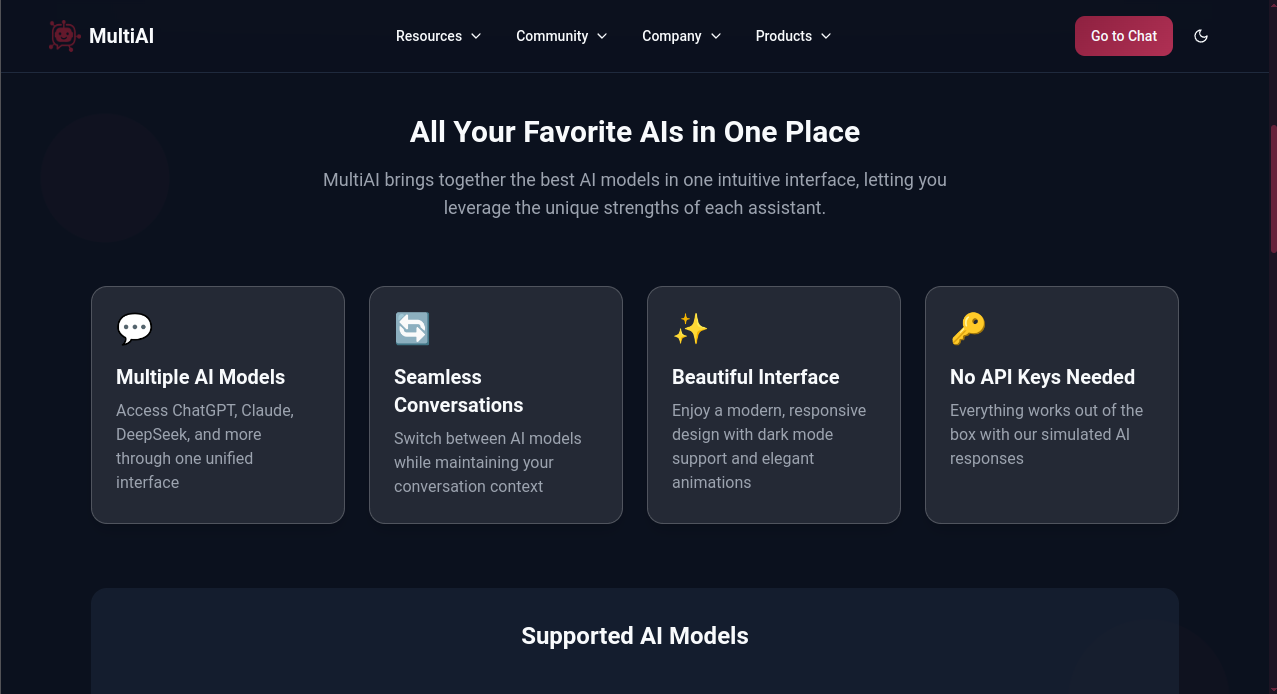 MultiAI
Resources
Community
Company
Products
Go to Chat
All Your Favorite AIs in One Place
MultiAI brings together the best AI models in one intuitive interface, letting you
leverage the unique strengths of each assistant.
Multiple AI Models
Access ChatGPT, Claude,
DeepSeek, and more
through one unified
interface
Seamless
Conversations
Switch between AI models
while maintaining your
conversation context
Beautiful Interface
Enjoy a modern, responsive
design with dark mode
support and elegant
animations
No API Keys Needed
Everything works out of the
box with our simulated AI
responses
Supported AI Models